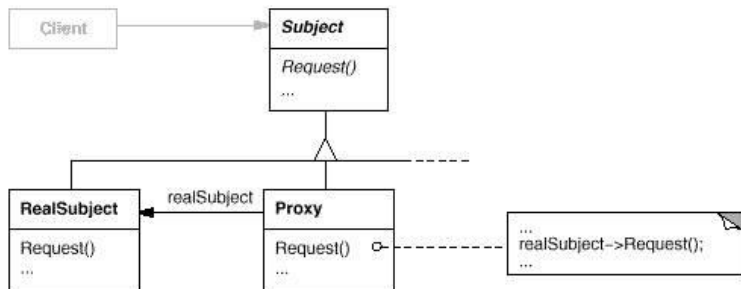 Client
Subject
Request()
...
realSubject
RealSubject
Request()
...
Proxy
Request()
...
...
realSubject–>Request();
...